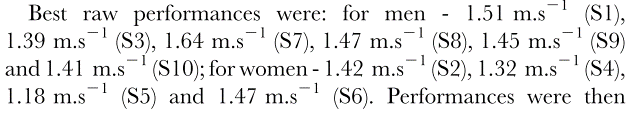 Best raw performances were: for men - 1.51 m.s⁻¹ (S1),
1.39 m.s⁻¹ (S3), 1.64 m.s⁻¹ (S7), 1.47 m.s⁻¹ (S8), 1.45 m.s⁻¹ (S9)
and 1.41 m.s⁻¹ (S10); for women - 1.42 m.s⁻¹ (S2), 1.32 m.s⁻¹ (S4),
1.18 m.s⁻¹ (S5) and 1.47 m.s⁻¹ (S6). Performances were then